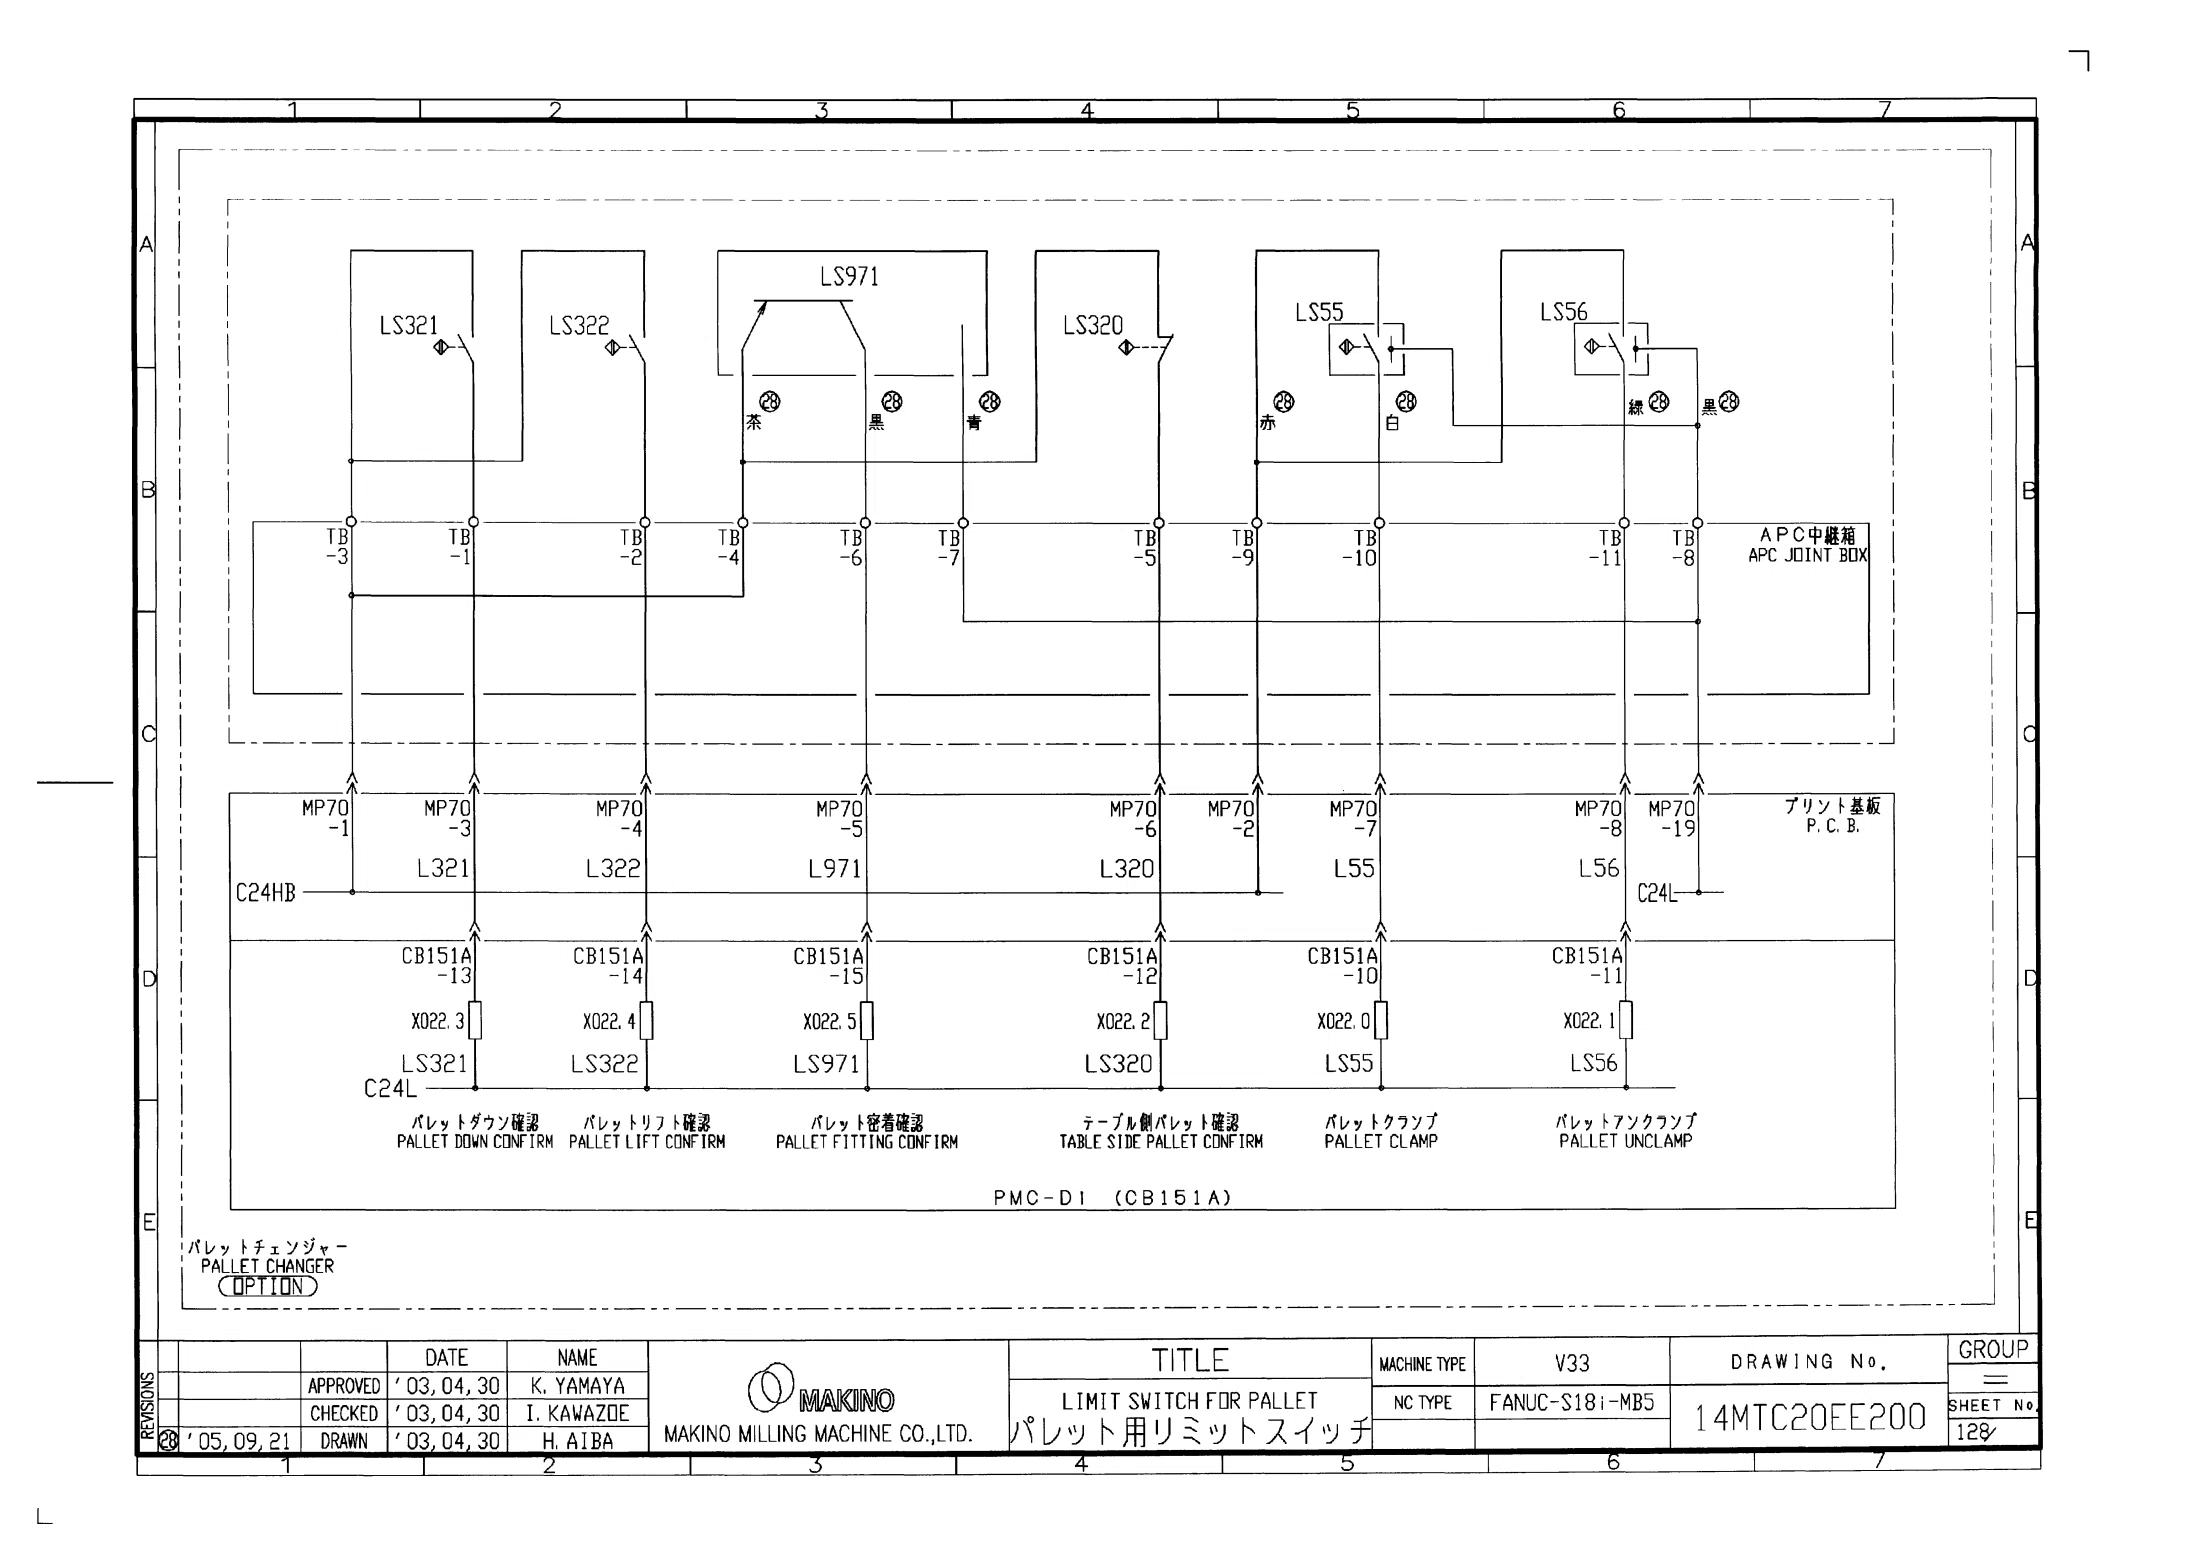 1 2 3 4 5 6 7
A A
LS971
LS321 LS322 LS320 LS55 LS56
28 28 28 28 28 28 28
茶 黒 青 赤 白 緑 黒
B B
TB TB TB TB TB TB TB TB TB TB TB
-3 -1 -2 -4 -6 -7 -5 -9 -10 -11 -8
APC中継箱
APC JOINT BOX
C C
MP70 MP70 MP70 MP70 MP70 MP70 MP70 MP70 MP70
-1 -3 -4 -5 -6 -2 -7 -8 -19
プリント基板
P. C. B.
L321 L322 L971 L320 L55 L56
C24HB C24L
D D
CB151A CB151A CB151A CB151A CB151A CB151A
-13 -14 -15 -12 -10 -11
X022. 3 X022. 4 X022. 5 X022. 2 X022. 0 X022. 1
LS321 LS322 LS971 LS320 LS55 LS56
C24L
パレットダウン確認 パレットリフト確認 パレット密着確認 テーブル側パレット確認 パレットクランプ パレットアンクランプ
PALLET DOWN CONFIRM PALLET LIFT CONFIRM PALLET FITTING CONFIRM TABLE SIDE PALLET CONFIRM PALLET CLAMP PALLET UNCLAMP
PMC-DI (CB151A)
E E
パレットチェンジャー
PALLET CHANGER
OPTION
REVISIONS
28 '05,09,21
DATE NAME
APPROVED '03,04,30 K. YAMAYA
CHECKED '03,04,30 I. KAWAZOE
DRAWN '03,04,30 H. AIBA
MAKINO
MAKINO MILLING MACHINE CO.,LTD.
TITLE
LIMIT SWITCH FOR PALLET
パレット用リミットスイッチ
MACHINE TYPE V33
NC TYPE FANUC-S18i-MB5
DRAWING No.
14MTC20EE200
GROUP
=
SHEET No.
128/
1 2 3 4 5 6 7